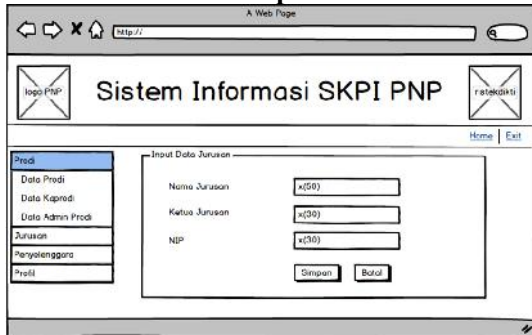 A Web Page
http://
logo PNP
Sistem Informasi SKPI PNP
ristekdikti
Home | Exit
Prodi
Data Prodi
Data Kaprodi
Data Admin Prodi
Jurusan
Penyelenggara
Profil
Input Data Jurusan
Nama Jurusan
x(50)
Ketua Jurusan
x(30)
NIP
x(30)
Simpan
Batal